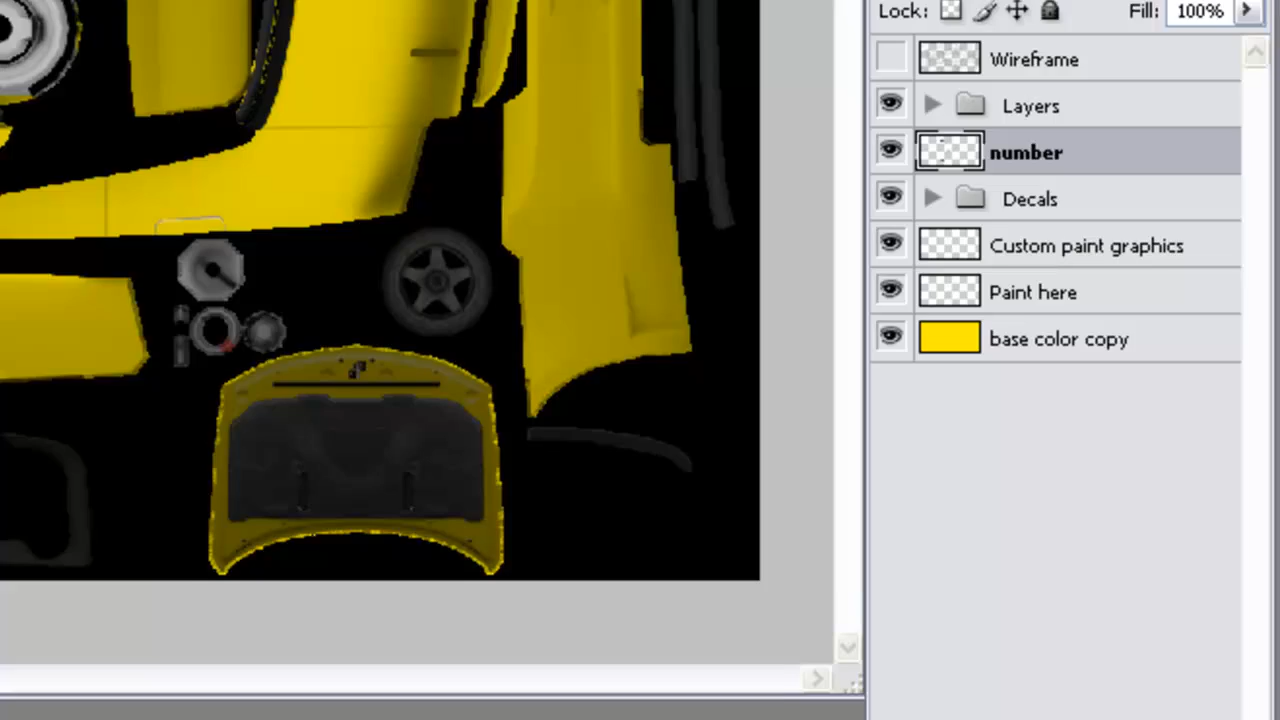 Lock: Fill: 100%
Wireframe
Layers
number
Decals
Custom paint graphics
Paint here
base color copy